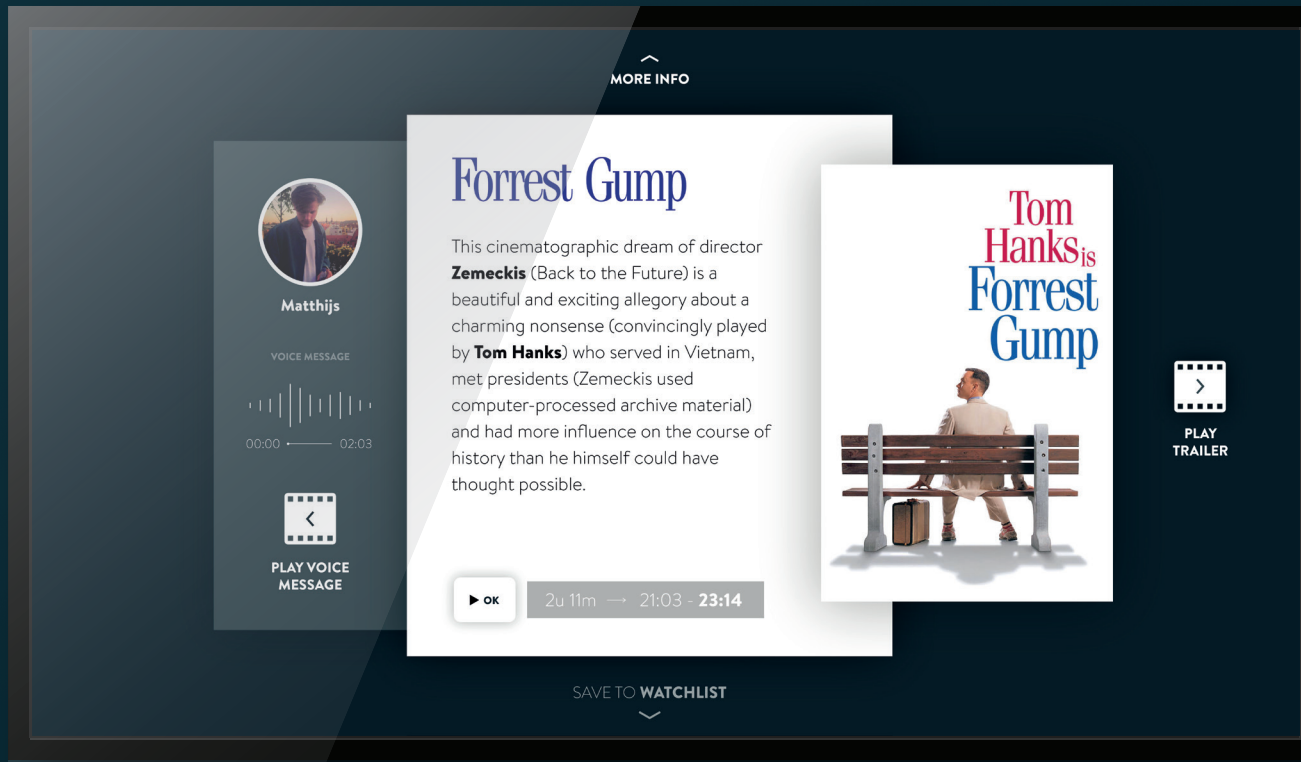 MORE INFO
Matthijs
VOICE MESSAGE
00:00 02:03
PLAY VOICE
MESSAGE
Forrest Gump
This cinematographic dream of director
Zemeckis (Back to the Future) is a
beautiful and exciting allegory about a
charming nonsense (convincingly played
by Tom Hanks) who served in Vietnam,
met presidents (Zemeckis used
computer-processed archive material)
and had more influence on the course of
history than he himself could have
thought possible.
OK
2u 11m → 21:03 - 23:14
Tom
Hanks is
Forrest
Gump
PLAY
TRAILER
SAVE TO WATCHLIST